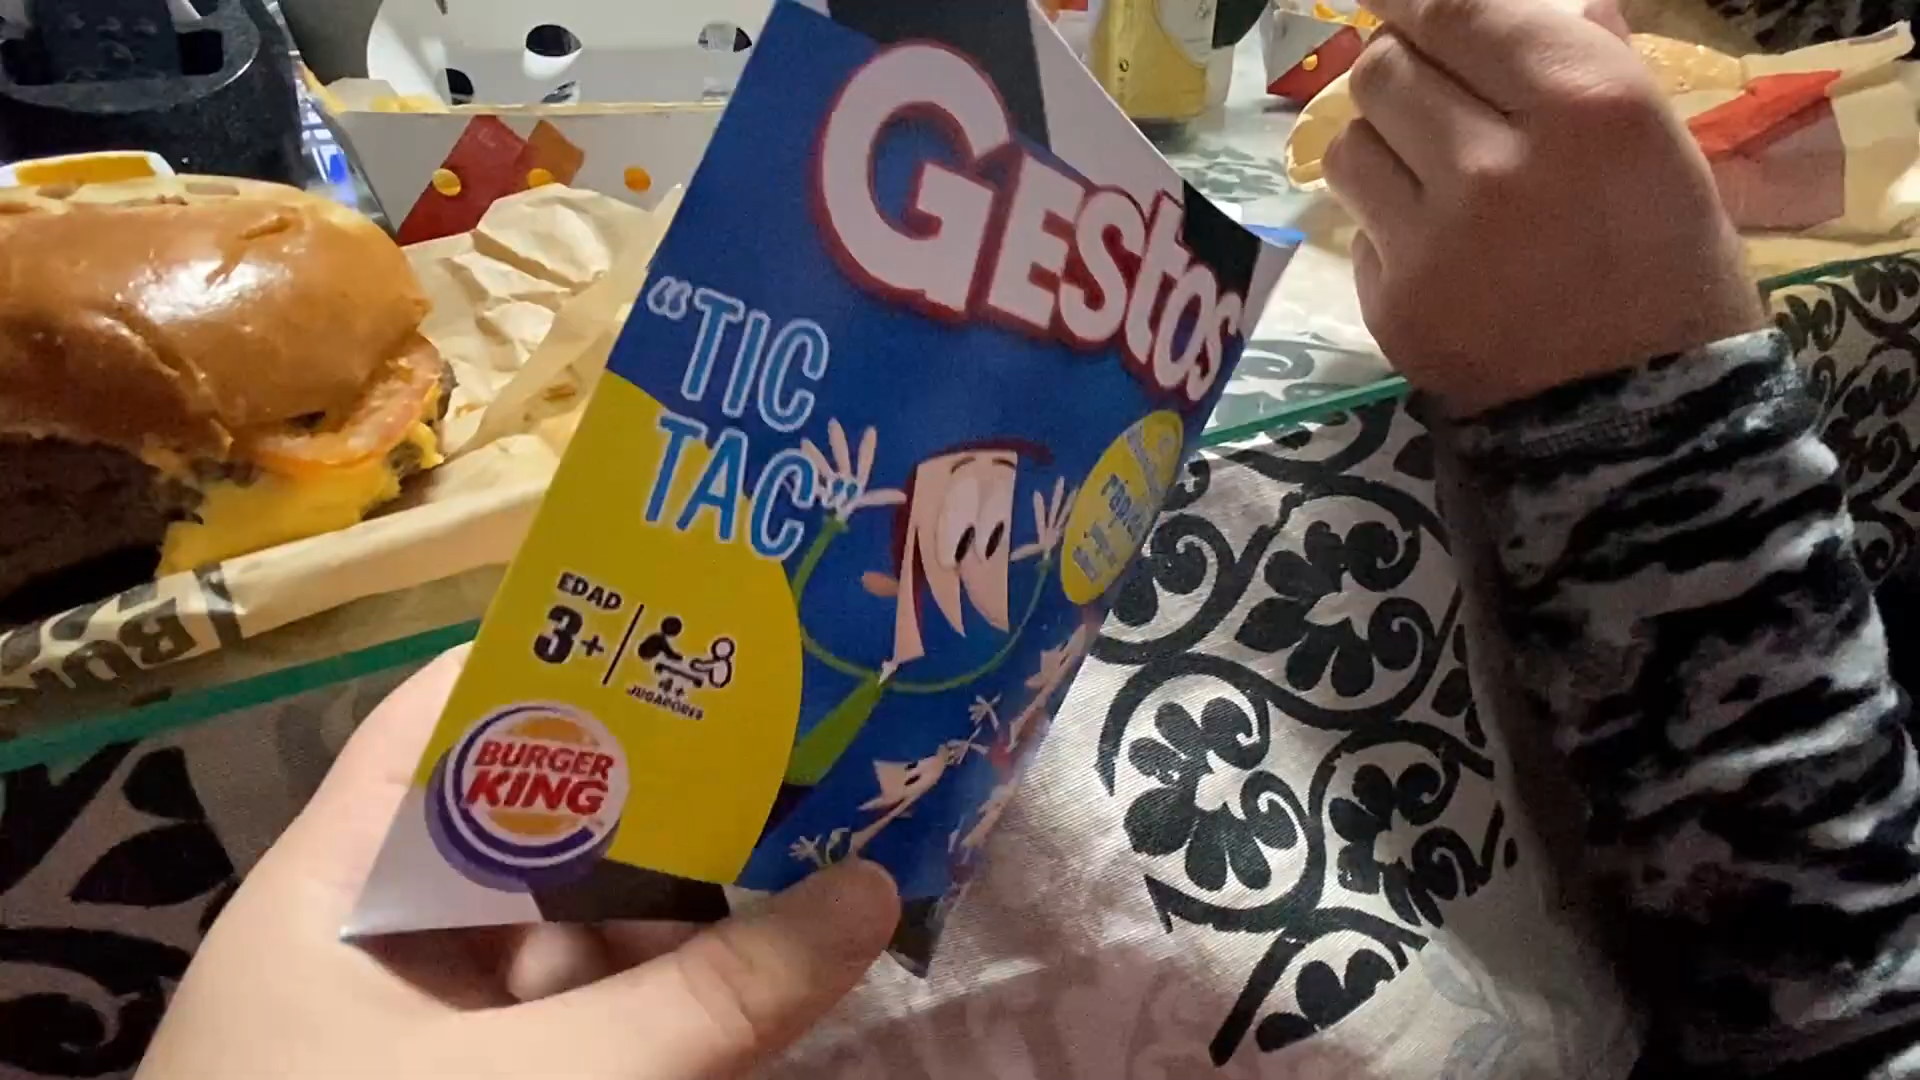 GEStos
“TIC
TAC
EDAD
3+
4+
JUGADORES
BURGER
KING